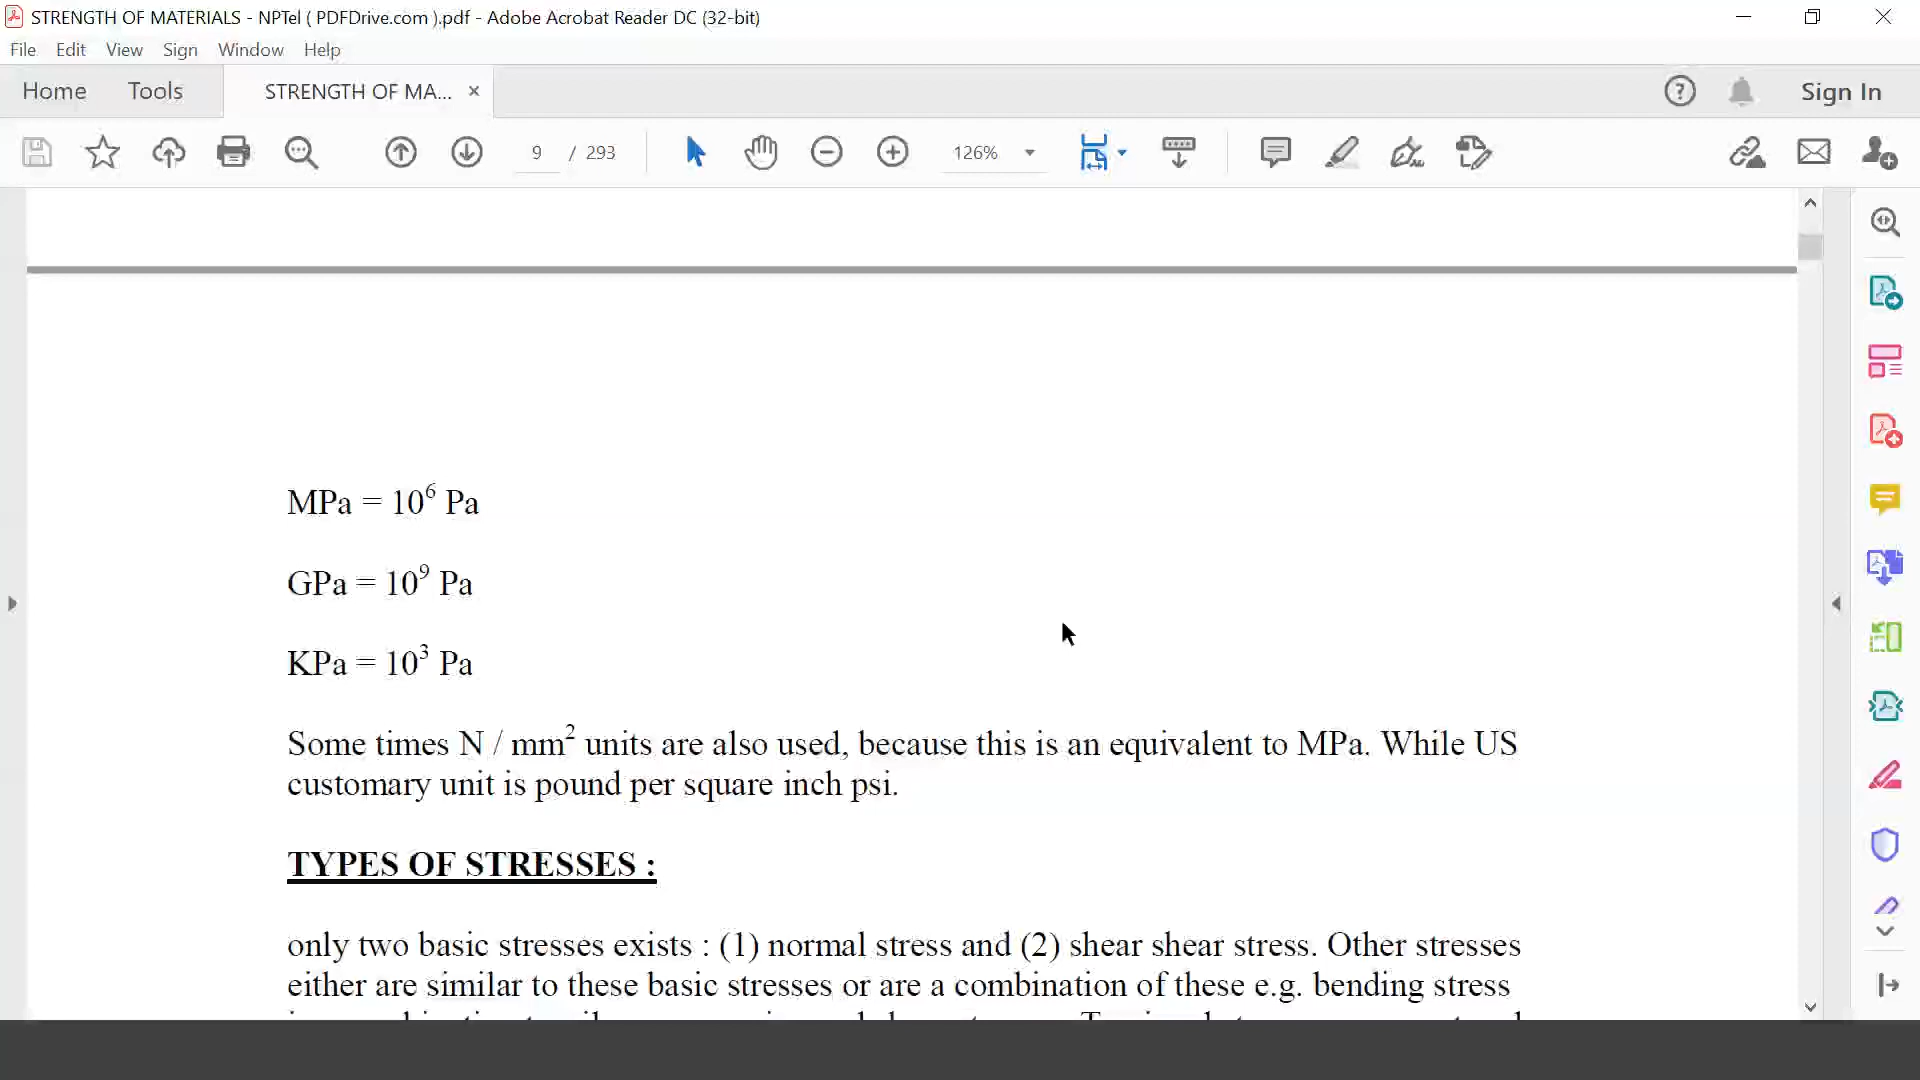 STRENGTH OF MATERIALS - NPTel ( PDFDrive.com ).pdf - Adobe Acrobat Reader DC (32-bit)
File Edit View Sign Window Help
Home Tools STRENGTH OF MA... Sign In
9 / 293 126%
MPa = 10⁶ Pa
GPa = 10⁹ Pa
KPa = 10³ Pa
Some times N / mm² units are also used, because this is an equivalent to MPa. While US
customary unit is pound per square inch psi.
TYPES OF STRESSES :
only two basic stresses exists : (1) normal stress and (2) shear shear stress. Other stresses
either are similar to these basic stresses or are a combination of these e.g. bending stress